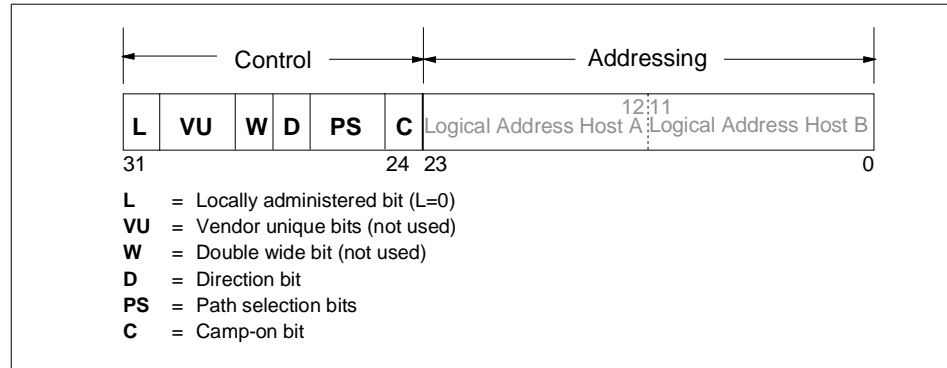 Control Addressing
12 11
L VU W D PS C Logical Address Host A Logical Address Host B
31 24 23 0
L = Locally administered bit (L=0)
VU = Vendor unique bits (not used)
W = Double wide bit (not used)
D = Direction bit
PS = Path selection bits
C = Camp-on bit